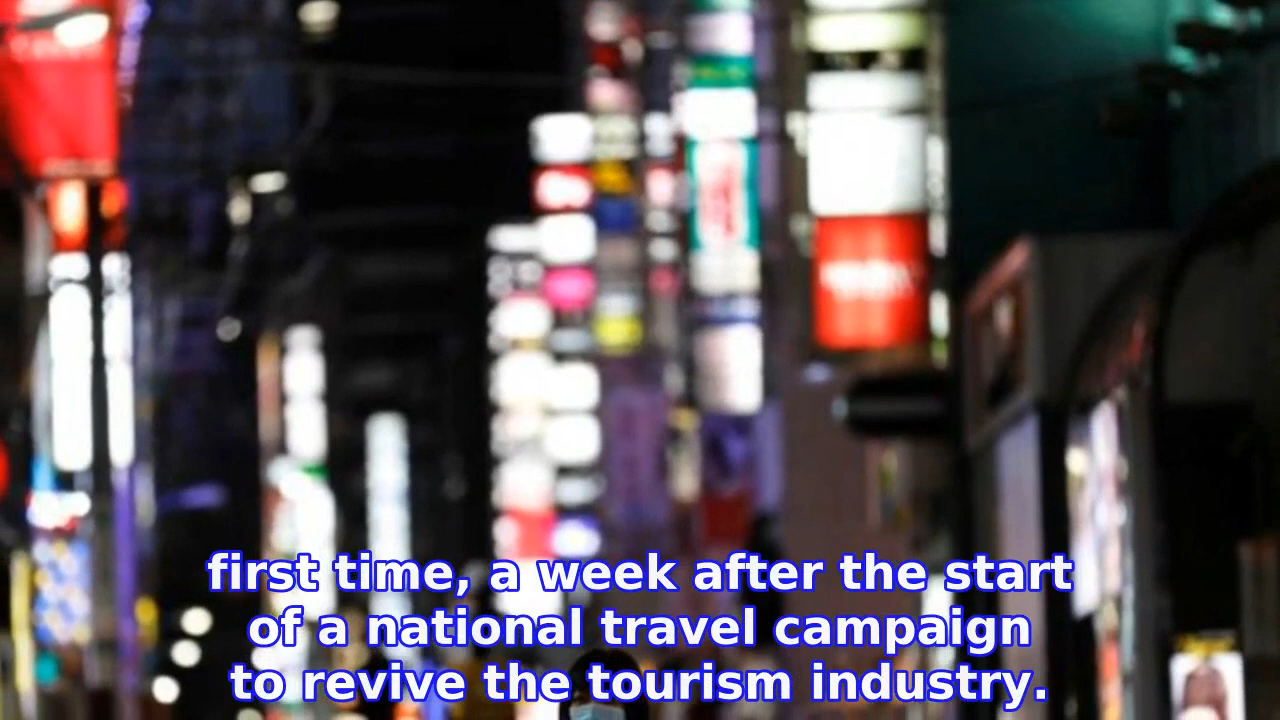 first time, a week after the start
of a national travel campaign
to revive the tourism industry.